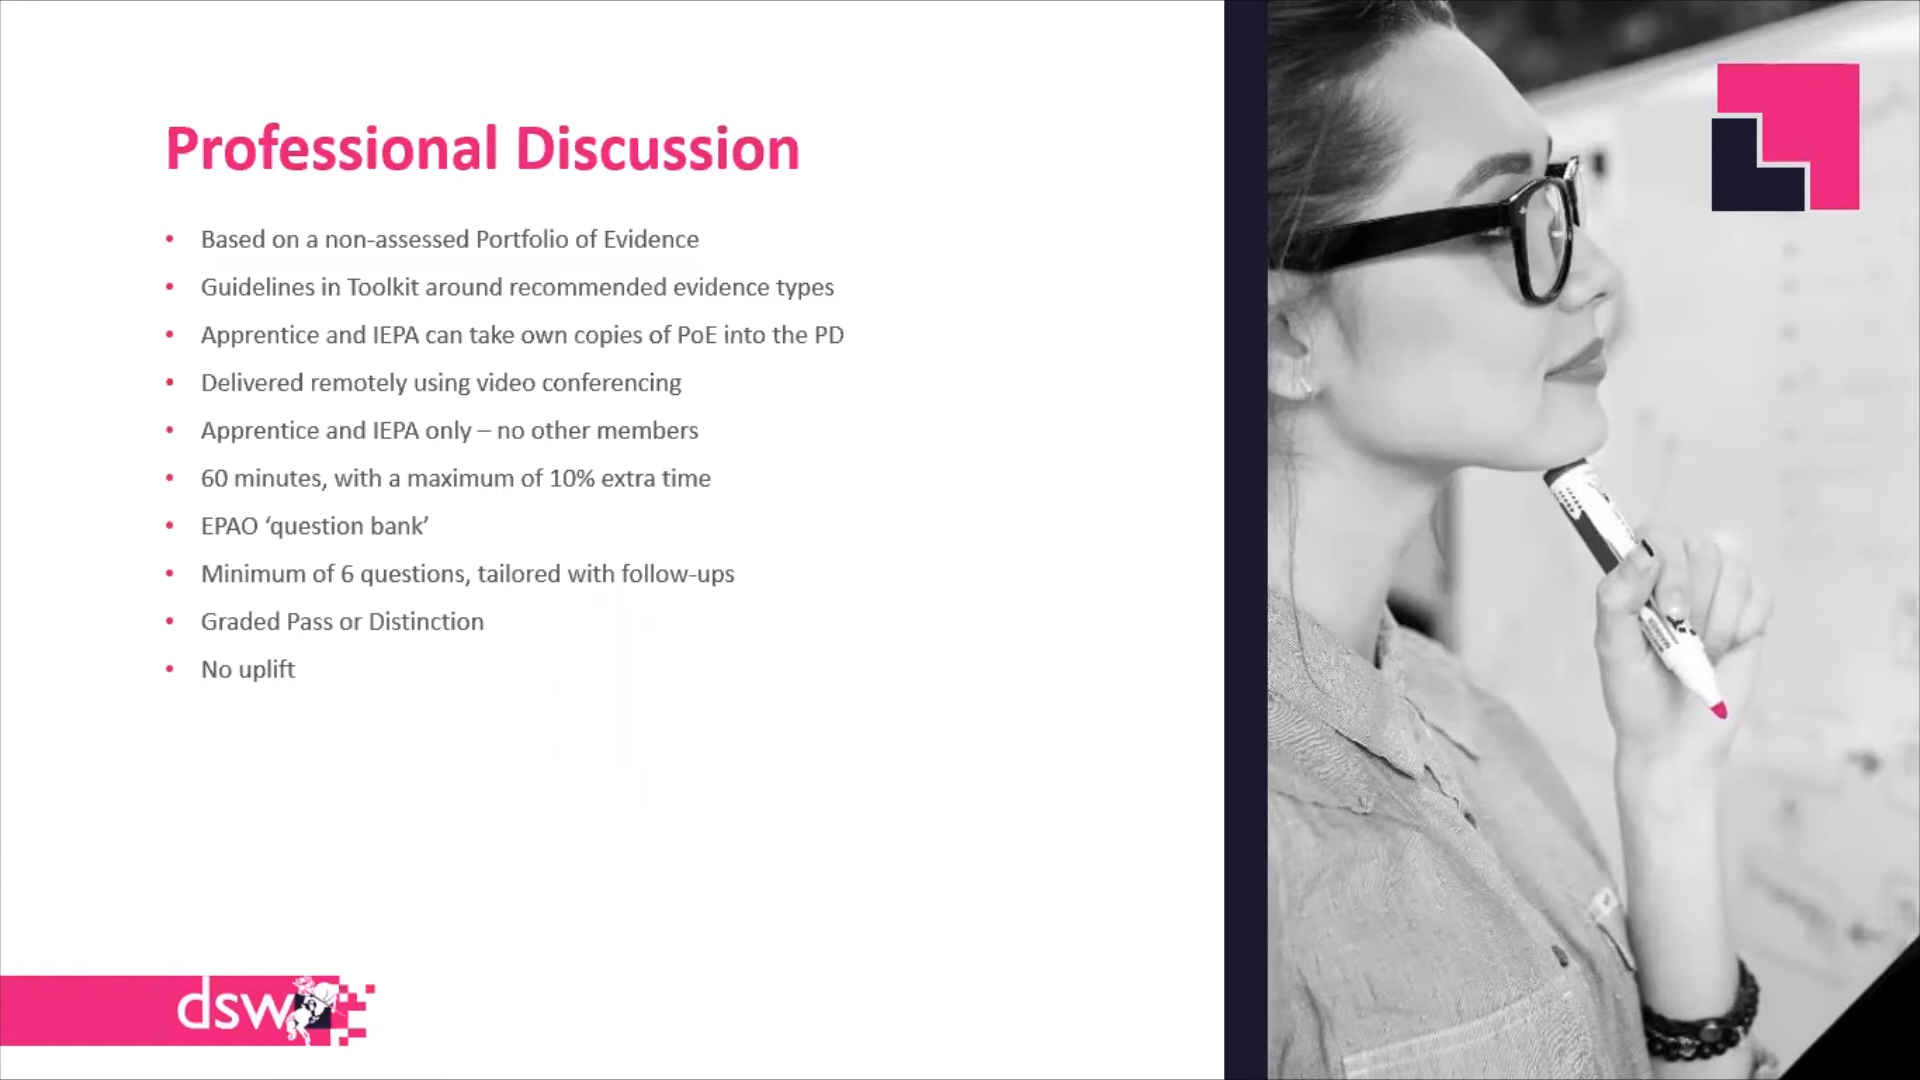 Professional Discussion
• Based on a non-assessed Portfolio of Evidence
• Guidelines in Toolkit around recommended evidence types
• Apprentice and IEPA can take own copies of PoE into the PD
• Delivered remotely using video conferencing
• Apprentice and IEPA only – no other members
• 60 minutes, with a maximum of 10% extra time
• EPAO ‘question bank’
• Minimum of 6 questions, tailored with follow-ups
• Graded Pass or Distinction
• No uplift
dsw